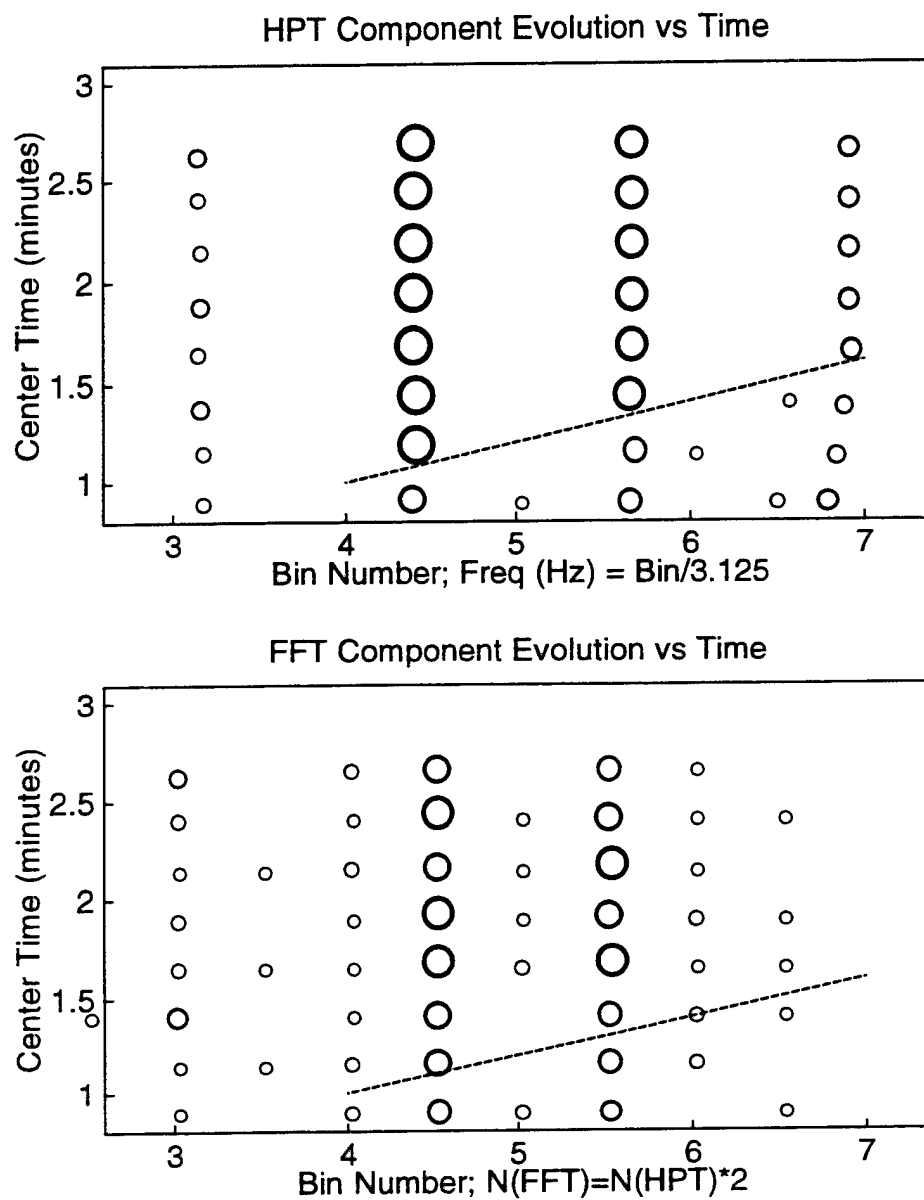 HPT Component Evolution vs Time
3
2.5
2
1.5
1
Center Time (minutes)
3 4 5 6 7
Bin Number; Freq (Hz) = Bin/3.125
FFT Component Evolution vs Time
3
2.5
2
1.5
1
Center Time (minutes)
3 4 5 6 7
Bin Number; N(FFT)=N(HPT)*2